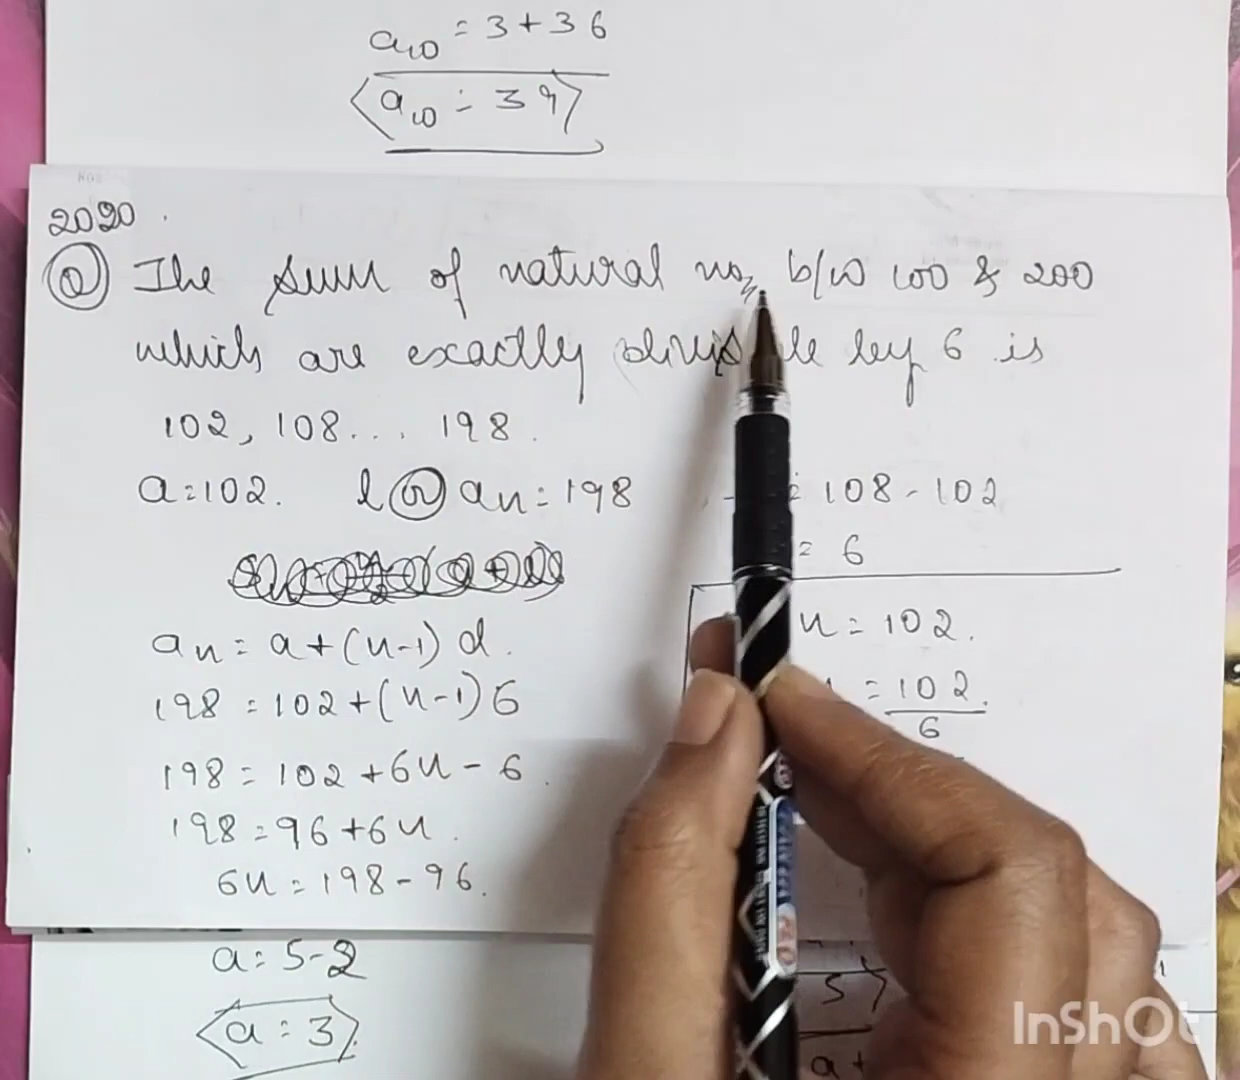 a10 = 3+36
a10 = 39
2020.
Q The sum of natural nos, b/w 100 & 200
which are exactly by 6 is
102, 108... 198.
a=102. l or an=198 = 108-102
= 6
an = a+(n-1) d.
n = 102.
198 = 102+(n-1)6
= 102
6
198 = 102+6n-6.
198 = 96+6n.
6n = 198-96.
a = 5-2
a = 3
5
a+
InShOt